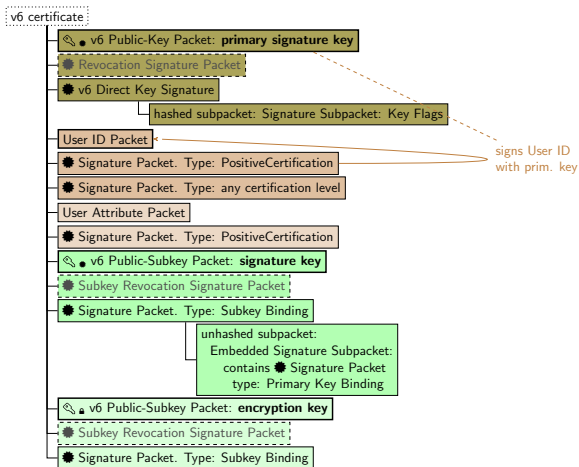 v6 certificate
v6 Public-Key Packet: primary signature key
Revocation Signature Packet
v6 Direct Key Signature
hashed subpacket: Signature Subpacket: Key Flags
User ID Packet
signs User ID
with prim. key
Signature Packet. Type: PositiveCertification
Signature Packet. Type: any certification level
User Attribute Packet
Signature Packet. Type: PositiveCertification
v6 Public-Subkey Packet: signature key
Subkey Revocation Signature Packet
Signature Packet. Type: Subkey Binding
unhashed subpacket:
Embedded Signature Subpacket:
contains ✹ Signature Packet
type: Primary Key Binding
v6 Public-Subkey Packet: encryption key
Subkey Revocation Signature Packet
Signature Packet. Type: Subkey Binding